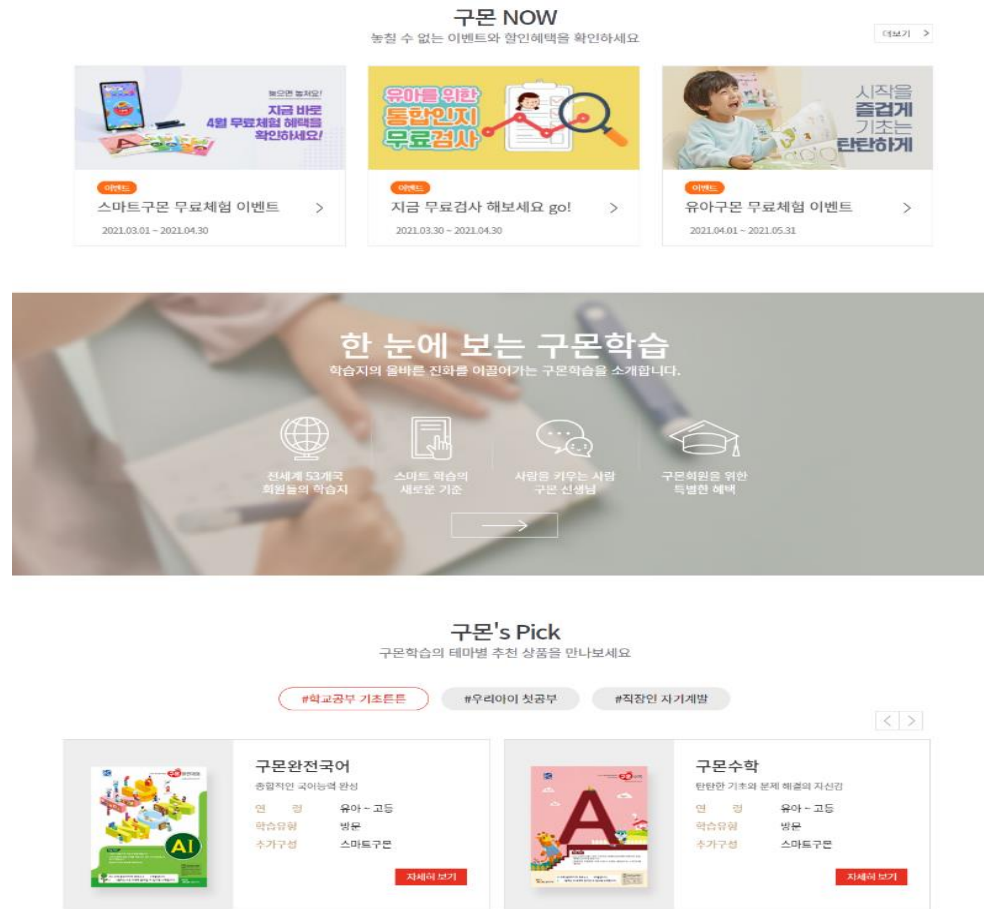 구몬 NOW
놓칠 수 없는 이벤트와 할인혜택을 확인하세요
더보기 >
늦으면 놓쳐요!
지금 바로
4월 무료체험 혜택을
확인하세요!
유아를 위한
통합인지
무료검사
시작을
즐겁게
기초는
탄탄하게
이벤트
스마트구몬 무료체험 이벤트 >
2021.03.01 ~ 2021.04.30
이벤트
지금 무료검사 해보세요 go! >
2021.03.30 ~ 2021.04.30
이벤트
유아구몬 무료체험 이벤트 >
2021.04.01 ~ 2021.05.31
한 눈에 보는 구몬학습
학습지의 올바른 진화를 이끌어가는 구몬학습을 소개합니다.
전세계 53개국
회원들의 학습지
스마트 학습의
새로운 기준
사람을 키우는 사람
구몬 선생님
구몬회원을 위한
특별한 혜택
구몬's Pick
구몬학습의 테마별 추천 상품을 만나보세요
#학교공부 기초튼튼
#우리아이 첫공부
#직장인 자기계발
< >
AI
구몬완전국어
종합적인 국어능력 완성
연 령 유아 ~ 고등
학습유형 방문
추가구성 스마트구몬
자세히 보기
A
구몬수학
탄탄한 기초와 문제 해결의 자신감
연 령 유아 ~ 고등
학습유형 방문
추가구성 스마트구몬
자세히 보기